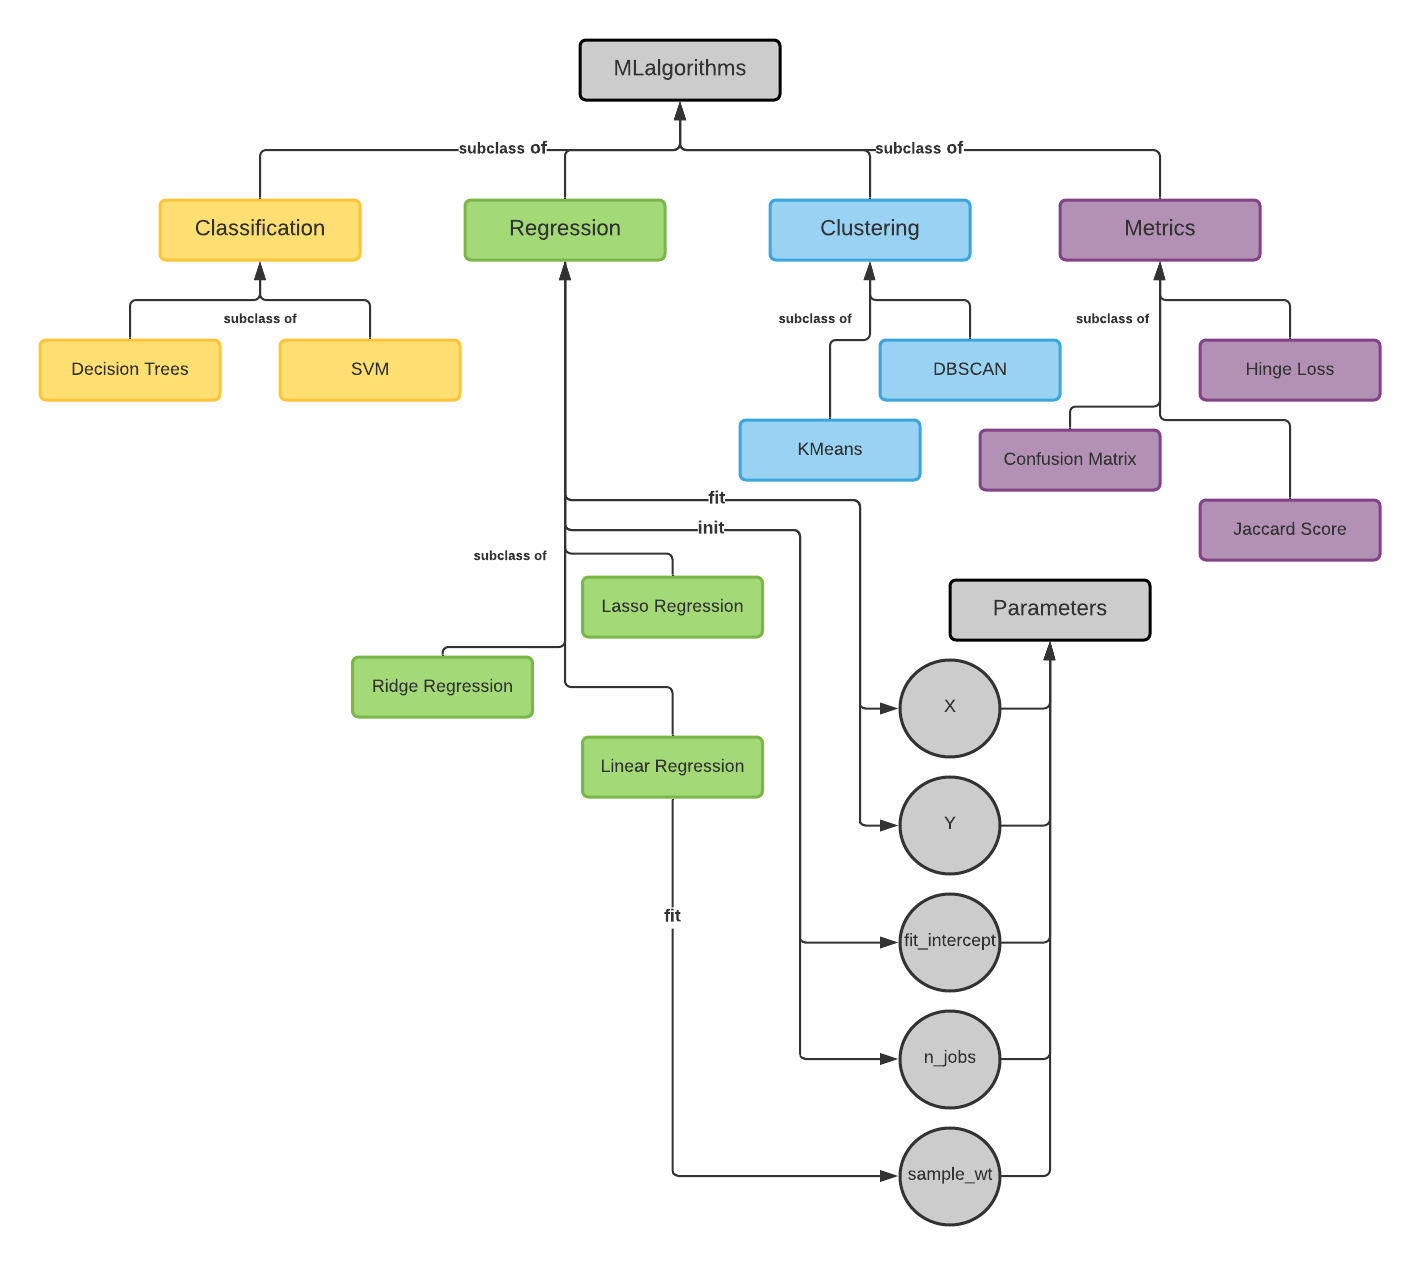 MLalgorithms
subclass of
subclass of
Classification
Regression
Clustering
Metrics
subclass of
subclass of
subclass of
Decision Trees
SVM
DBSCAN
Hinge Loss
KMeans
Confusion Matrix
fit
init
Jaccard Score
subclass of
Lasso Regression
Parameters
Ridge Regression
X
Linear Regression
Y
fit
fit_intercept
n_jobs
sample_wt